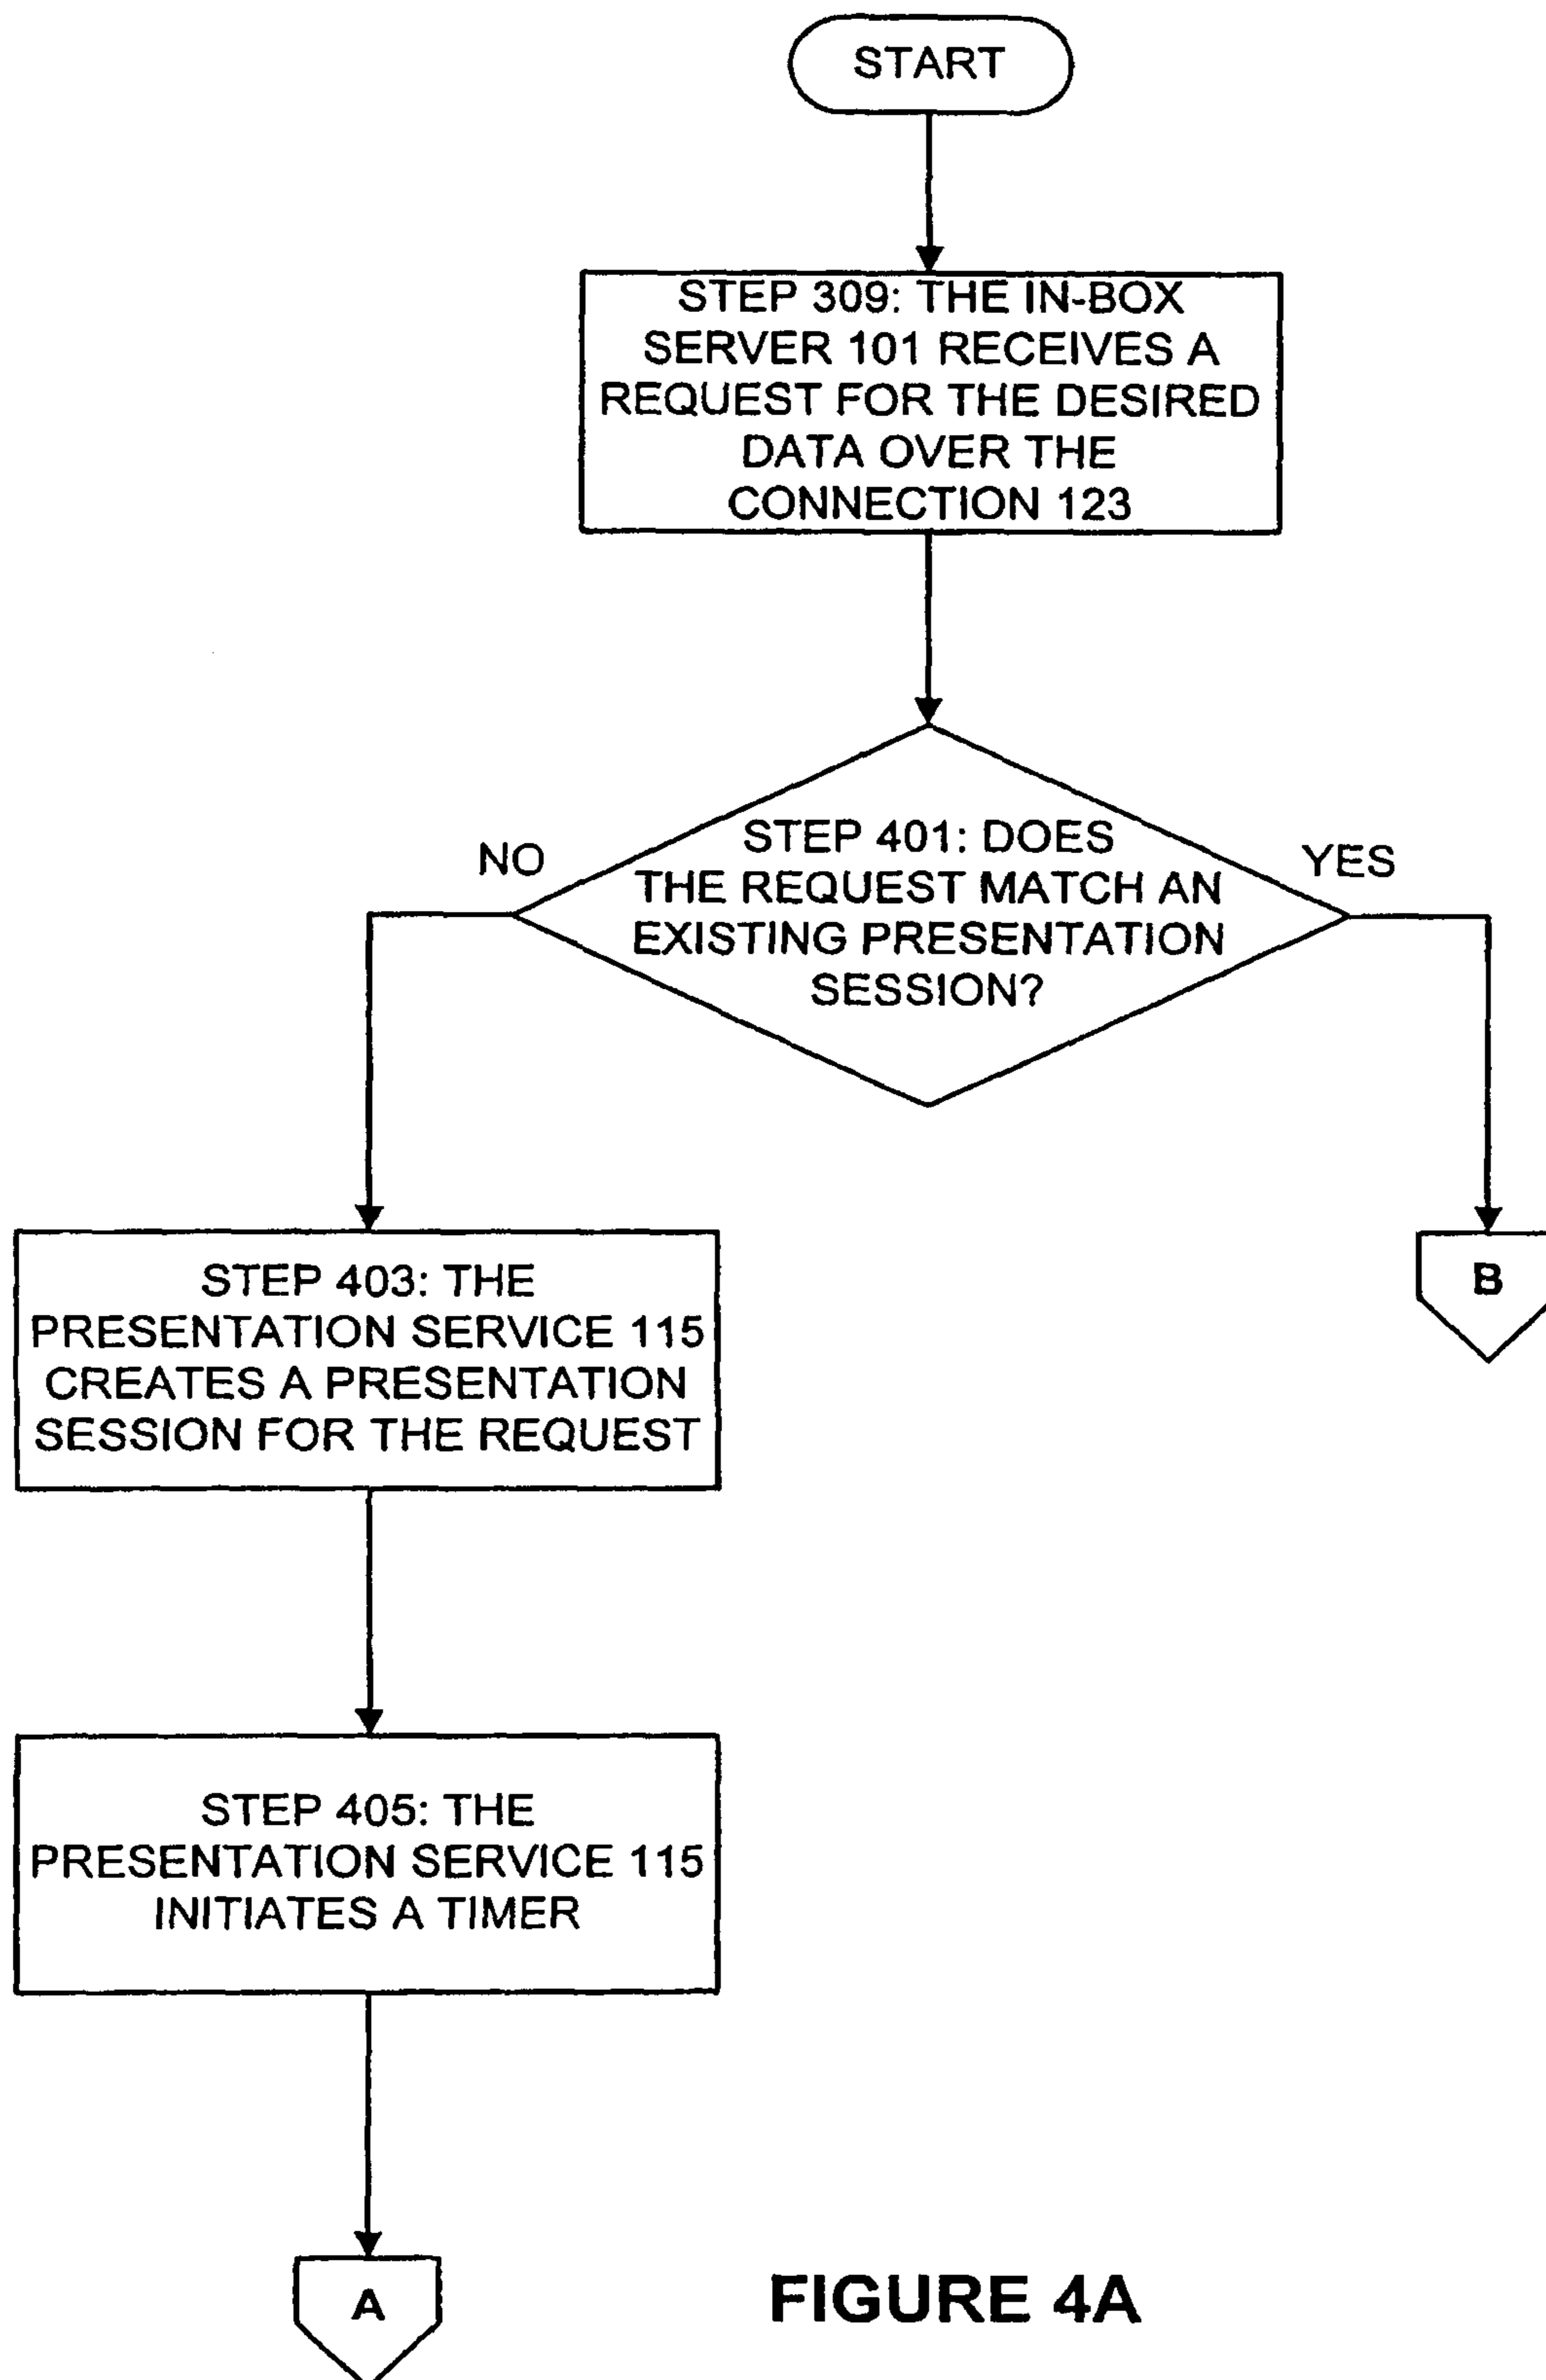 START
STEP 309: THE IN-BOX
SERVER 101 RECEIVES A
REQUEST FOR THE DESIRED
DATA OVER THE
CONNECTION 123
NO
STEP 401: DOES
THE REQUEST MATCH AN
EXISTING PRESENTATION
SESSION?
YES
STEP 403: THE
PRESENTATION SERVICE 115
CREATES A PRESENTATION
SESSION FOR THE REQUEST
B
STEP 405: THE
PRESENTATION SERVICE 115
INITIATES A TIMER
A
FIGURE 4A